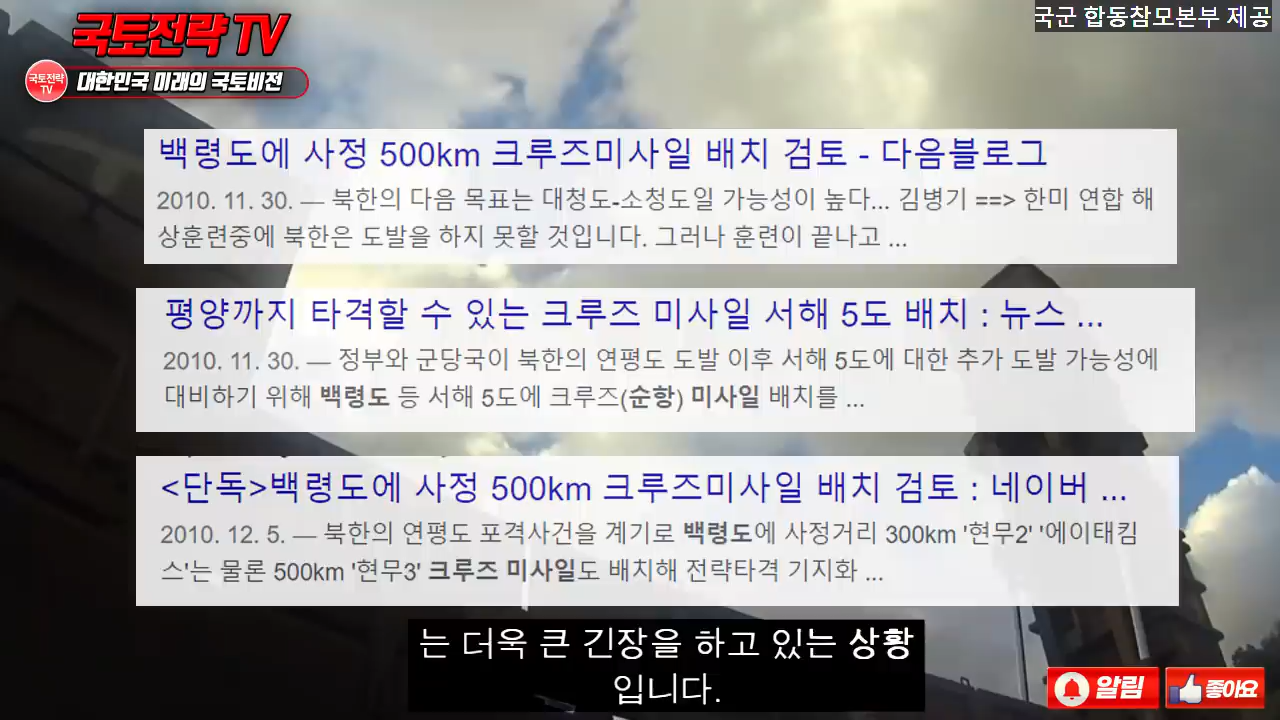 국토전략 TV
국군 합동참모본부 제공
국토전략
TV
대한민국 미래의 국토비전
백령도에 사정 500km 크루즈미사일 배치 검토 - 다음블로그
2010. 11. 30. — 북한의 다음 목표는 대청도-소청도일 가능성이 높다... 김병기 ==> 한미 연합 해
상훈련중에 북한은 도발을 하지 못할 것입니다. 그러나 훈련이 끝나고 ...
평양까지 타격할 수 있는 크루즈 미사일 서해 5도 배치 : 뉴스 ...
2010. 11. 30. — 정부와 군당국이 북한의 연평도 도발 이후 서해 5도에 대한 추가 도발 가능성에
대비하기 위해 백령도 등 서해 5도에 크루즈(순항) 미사일 배치를 ...
<단독>백령도에 사정 500km 크루즈미사일 배치 검토 : 네이버 ...
2010. 12. 5. — 북한의 연평도 포격사건을 계기로 백령도에 사정거리 300km '현무2' '에이태킴
스'는 물론 500km '현무3' 크루즈 미사일도 배치해 전략타격 기지화 ...
는 더욱 큰 긴장을 하고 있는 상황
입니다.
알림
좋아요